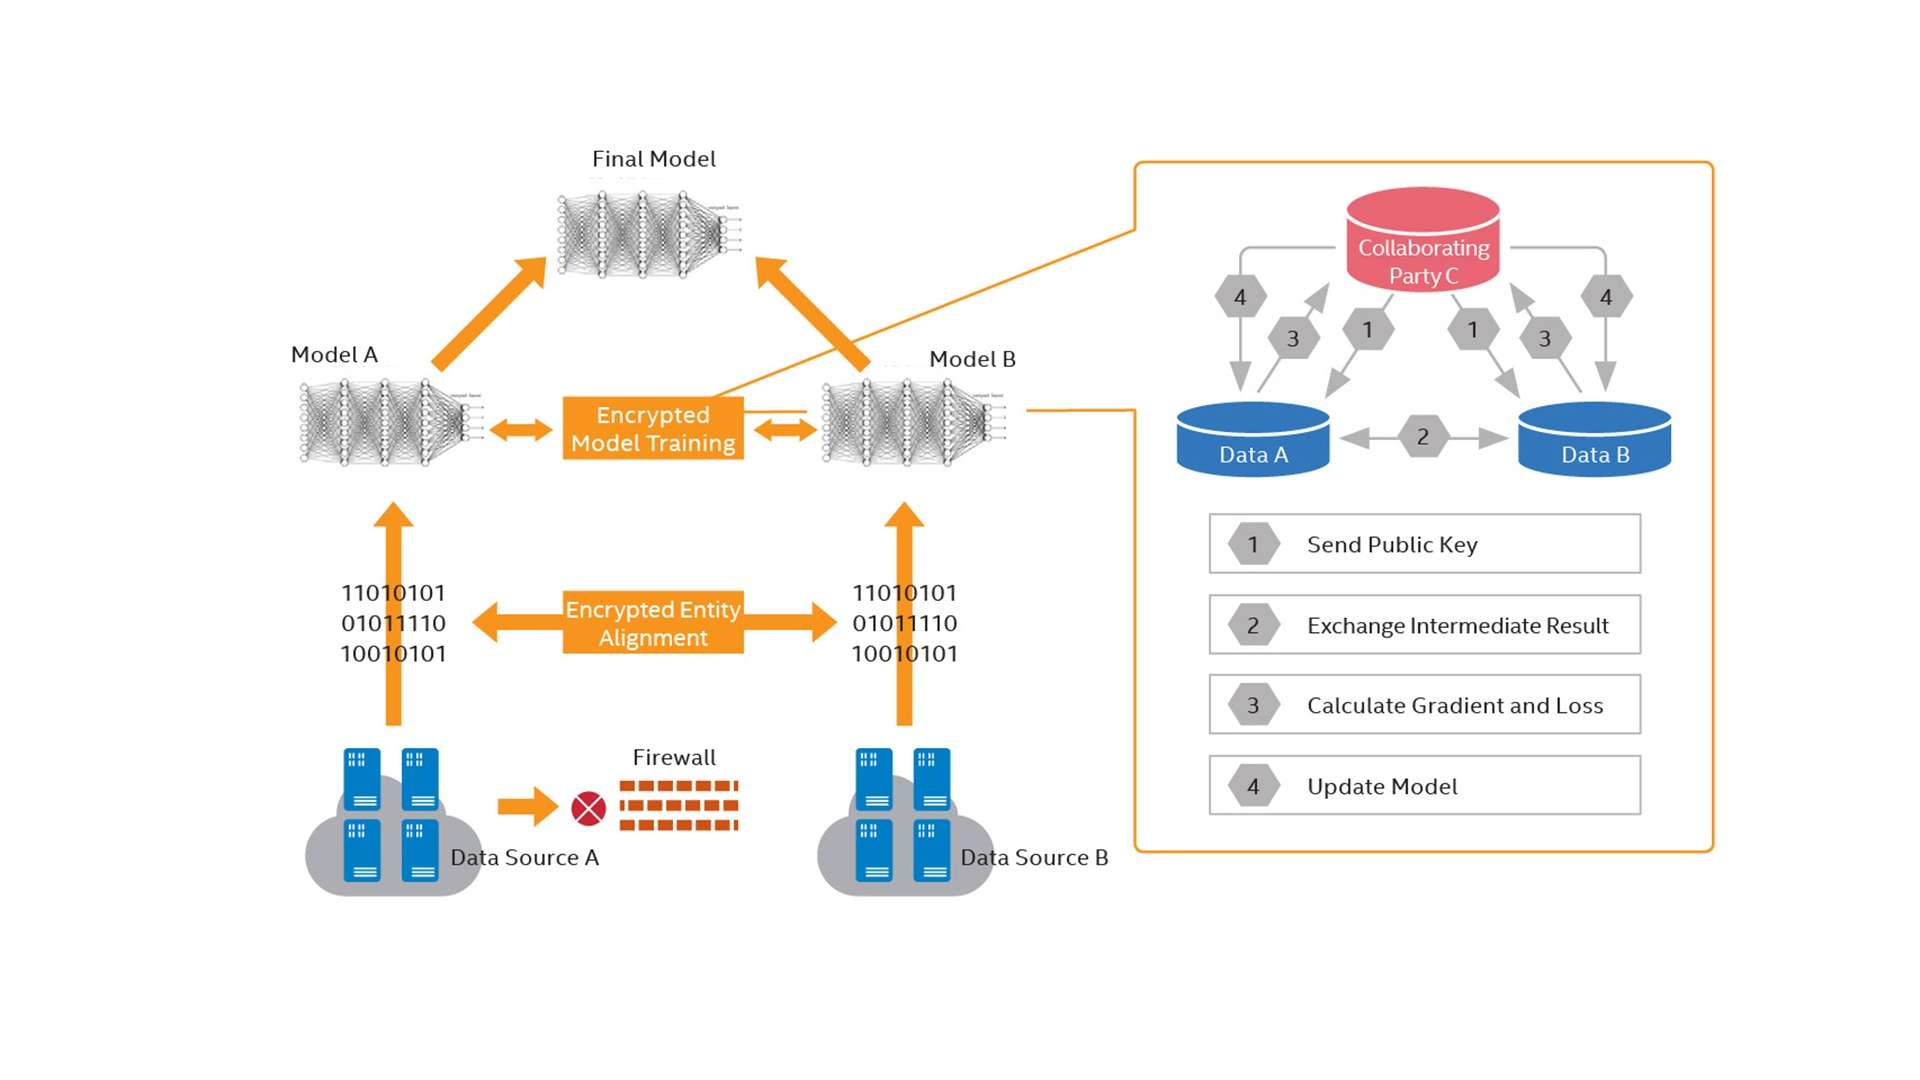 Final Model
Model A
Model B
Encrypted
Model Training
11010101
01011110
10010101
Encrypted Entity
Alignment
11010101
01011110
10010101
Firewall
Data Source A
Data Source B
Collaborating
Party C
4
3
1
1
3
4
Data A
2
Data B
1 Send Public Key
2 Exchange Intermediate Result
3 Calculate Gradient and Loss
4 Update Model